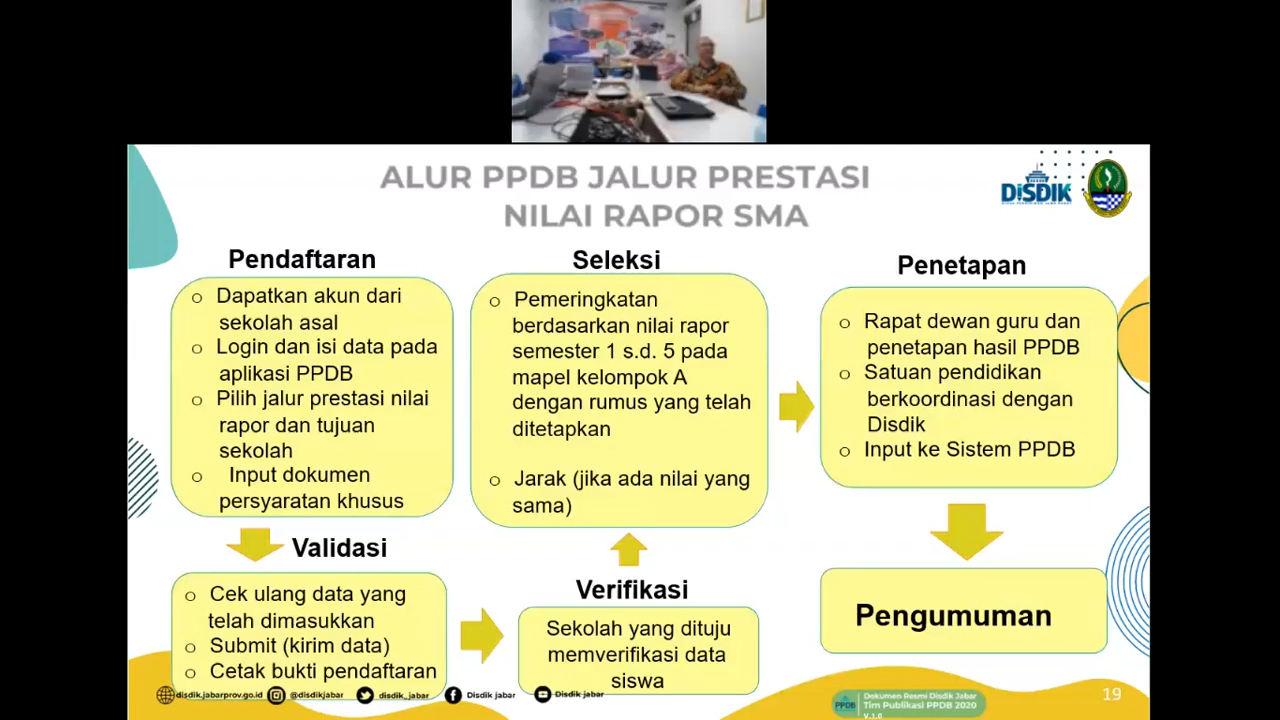 ALUR PPDB JALUR PRESTASI
NILAI RAPOR SMA
DISDIK
Pendaftaran
o Dapatkan akun dari
sekolah asal
o Login dan isi data pada
aplikasi PPDB
o Pilih jalur prestasi nilai
rapor dan tujuan
sekolah
o Input dokumen
persyaratan khusus
Validasi
o Cek ulang data yang
telah dimasukkan
o Submit (kirim data)
o Cetak bukti pendaftaran
Verifikasi
Sekolah yang dituju
memverifikasi data
siswa
Seleksi
o Pemeringkatan
berdasarkan nilai rapor
semester 1 s.d. 5 pada
mapel kelompok A
dengan rumus yang telah
ditetapkan
o Jarak (jika ada nilai yang
sama)
Penetapan
o Rapat dewan guru dan
penetapan hasil PPDB
o Satuan pendidikan
berkoordinasi dengan
Disdik
o Input ke Sistem PPDB
Pengumuman
disdik.jabarprov.go.id @disdikjabar disdik_jabar Disdik jabar Disdik jabar
PPDB
Dokumen Resmi Disdik Jabar
Tim Publikasi PPDB 2020
V.1.0
19